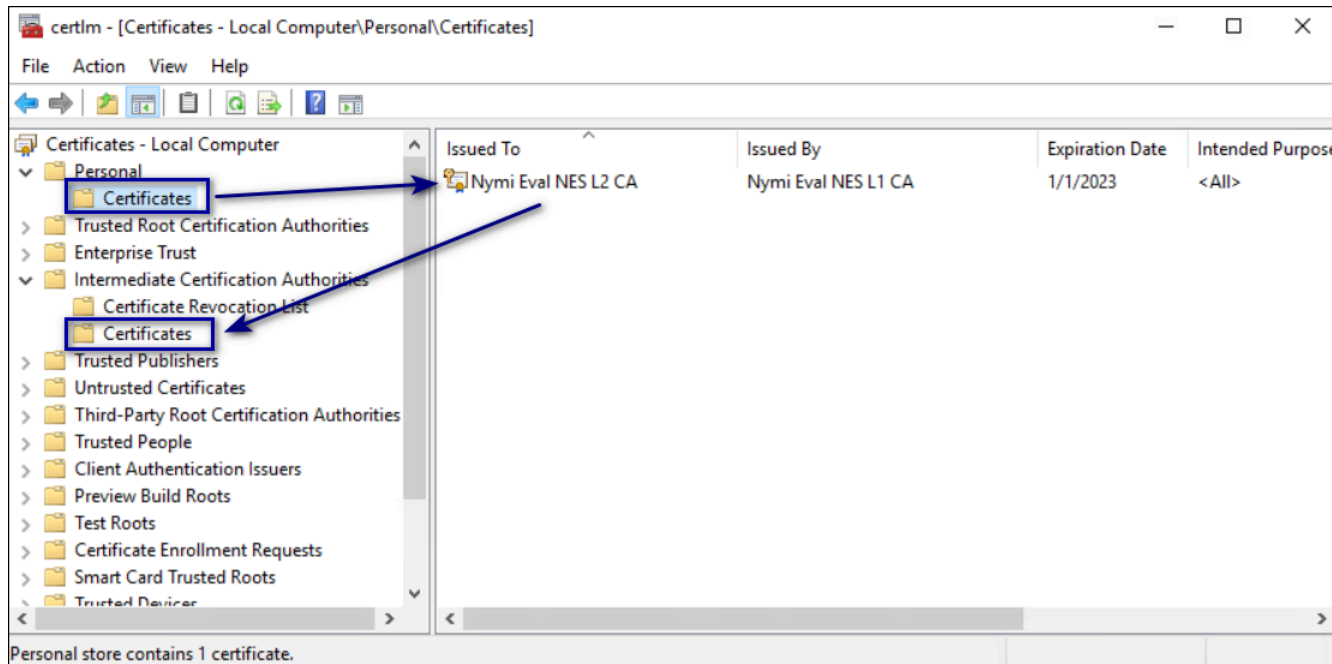 certlm - [Certificates - Local Computer\Personal\Certificates]
File Action View Help
Certificates - Local Computer
Personal
Certificates
Trusted Root Certification Authorities
Enterprise Trust
Intermediate Certification Authorities
Certificate Revocation List
Certificates
Trusted Publishers
Untrusted Certificates
Third-Party Root Certification Authorities
Trusted People
Client Authentication Issuers
Preview Build Roots
Test Roots
Certificate Enrollment Requests
Smart Card Trusted Roots
Trusted Devices
Issued To Issued By Expiration Date Intended Purpose
Nymi Eval NES L2 CA Nymi Eval NES L1 CA 1/1/2023 <All>
Personal store contains 1 certificate.